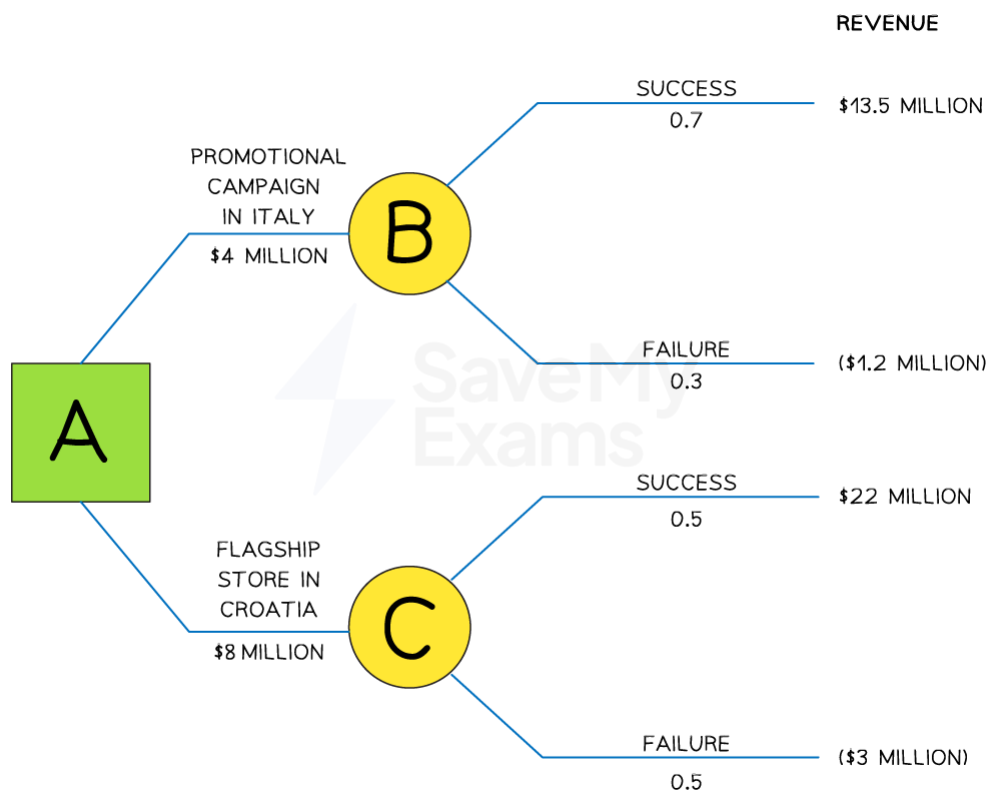 REVENUE
SUCCESS
0.7
$13.5 MILLION
PROMOTIONAL
CAMPAIGN
IN ITALY
$4 MILLION
B
FAILURE
0.3
($1.2 MILLION)
A
SaveMy
Exams
SUCCESS
0.5
$22 MILLION
FLAGSHIP
STORE IN
CROATIA
$8 MILLION
C
FAILURE
0.5
($3 MILLION)